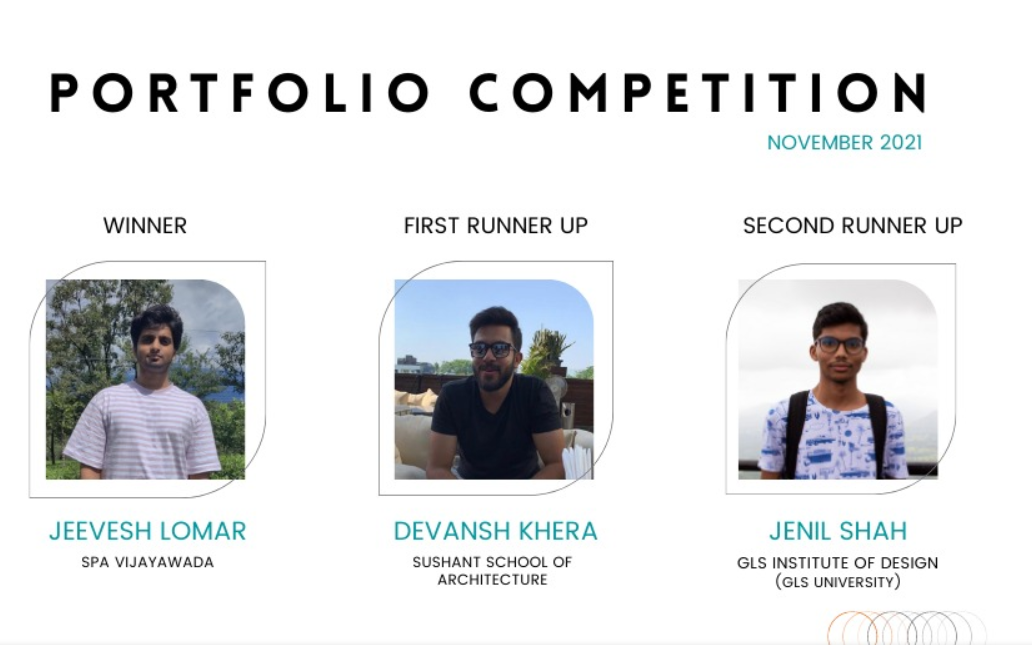 PORTFOLIO COMPETITION
NOVEMBER 2021
WINNER
FIRST RUNNER UP
SECOND RUNNER UP
JEEVESH LOMAR
SPA VIJAYAWADA
DEVANSH KHERA
SUSHANT SCHOOL OF
ARCHITECTURE
JENIL SHAH
GLS INSTITUTE OF DESIGN
(GLS UNIVERSITY)